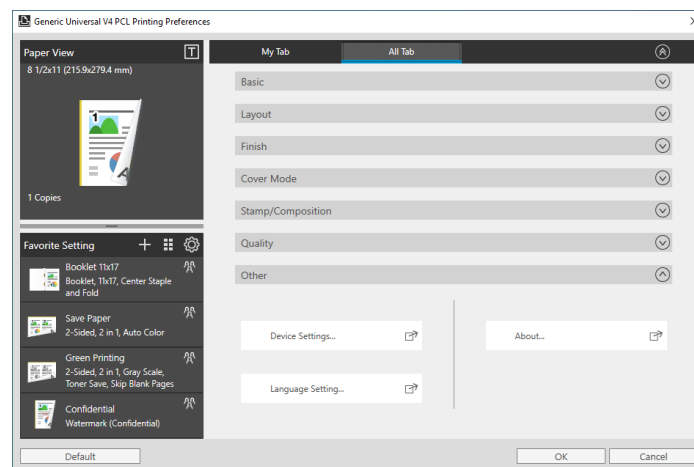 Generic Universal V4 PCL Printing Preferences
Paper View
T
My Tab
All Tab
8 1/2x11 (215.9x279.4 mm)
1
A
1 Copies
Favorite Setting
Booklet 11x17
Booklet, 11x17, Center Staple
and Fold
Save Paper
2-Sided, 2 in 1, Auto Color
Green Printing
2-Sided, 2 in 1, Gray Scale,
Toner Save, Skip Blank Pages
Confidential
Watermark (Confidential)
Basic
Layout
Finish
Cover Mode
Stamp/Composition
Quality
Other
Device Settings...
About...
Language Setting...
Default
OK
Cancel